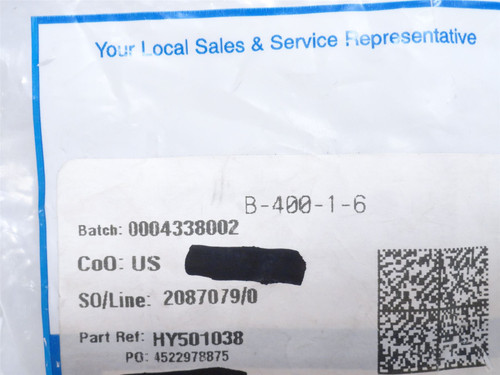 Your Local Sales & Service Representative
B-400-1-6
Batch: 0004338002
CoO: US
SO/Line: 2087079/0
Part Ref: HY501038
PO: 4522978875